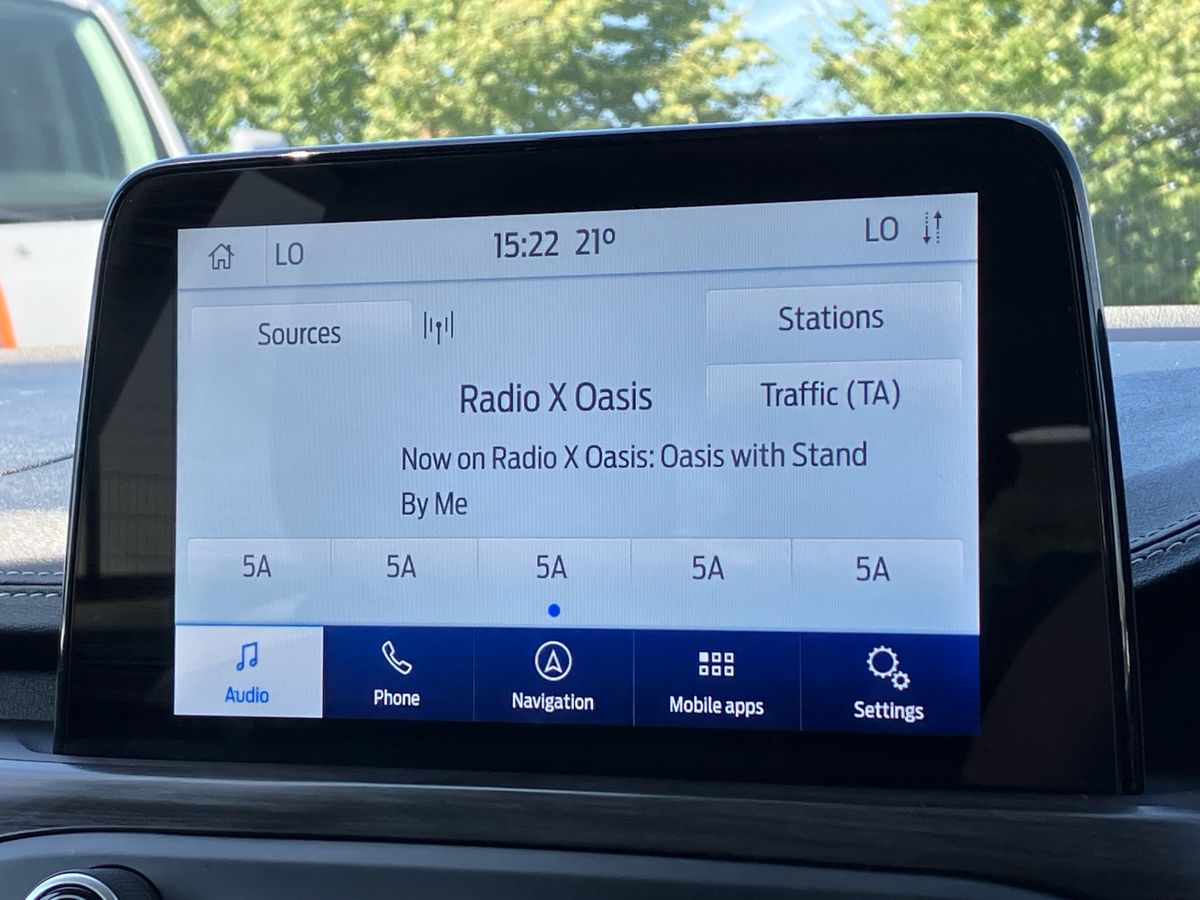 LO 15:22 21º LO
Sources Stations
Radio X Oasis Traffic (TA)
Now on Radio X Oasis: Oasis with Stand
By Me
5A 5A 5A 5A 5A
Audio Phone Navigation Mobile apps Settings